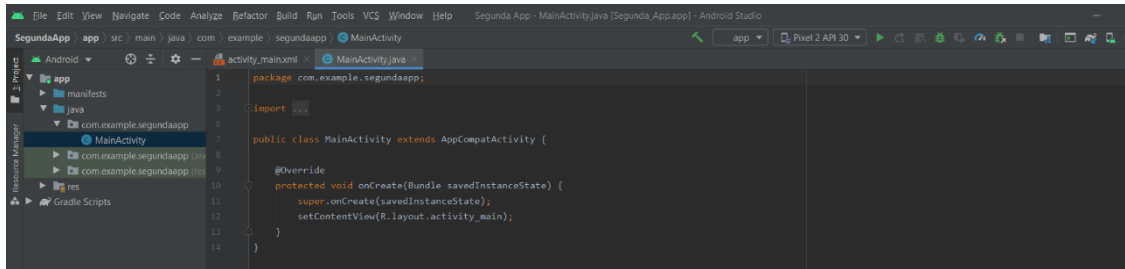 File Edit View Navigate Code Analyze Refactor Build Run Tools VCS Window Help Segunda App - MainActivity.java [Segunda_App.app] - Android Studio
SegundaApp app src main java com example segundaapp MainActivity app Pixel 2 API 30
1: Project
Resource Manager
Android
app
manifests
java
com.example.segundaapp
MainActivity
com.example.segundaapp
com.example.segundaapp
res
Gradle Scripts
activity_main.xml MainActivity.java
1 package com.example.segundaapp;
2
3 import ...
6
7 public class MainActivity extends AppCompatActivity {
8
9 @Override
10 protected void onCreate(Bundle savedInstanceState) {
11 super.onCreate(savedInstanceState);
12 setContentView(R.layout.activity_main);
13 }
14 }